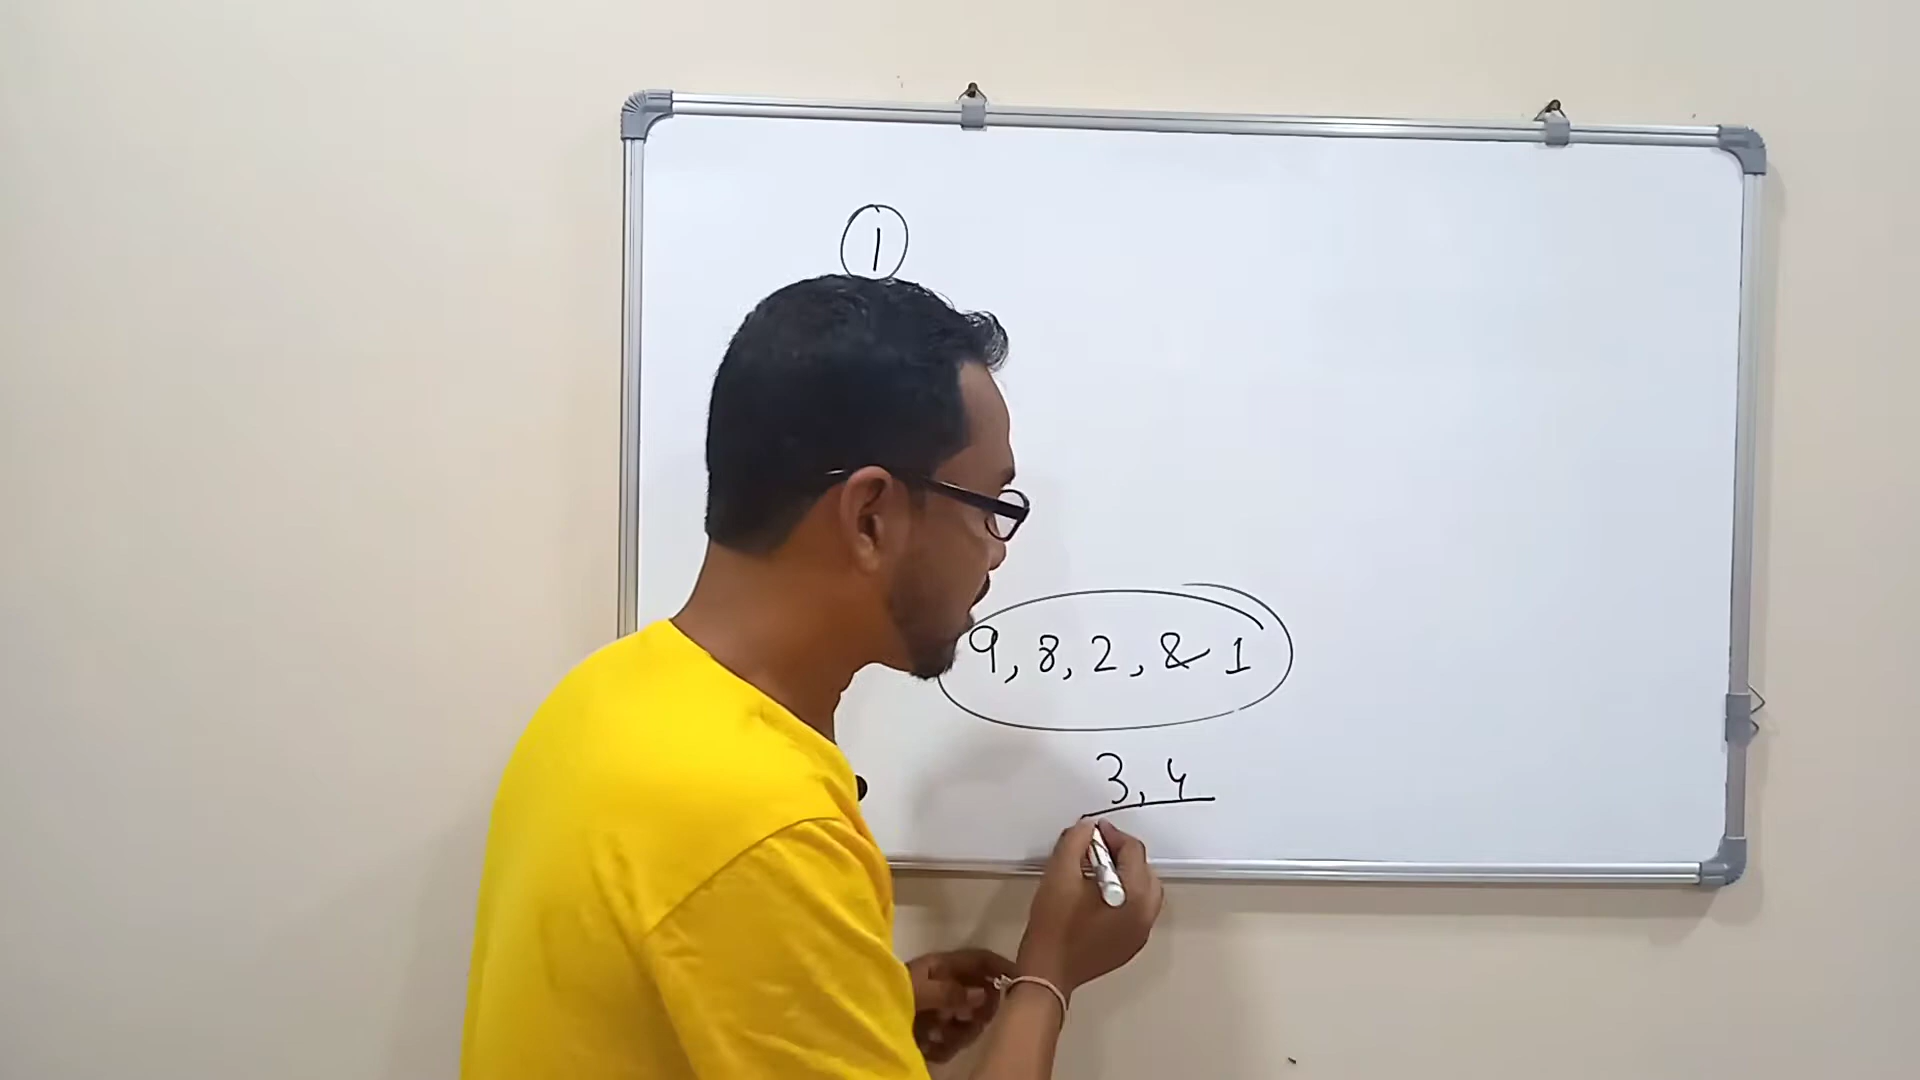 1
9, 8, 2, & 1
3, 4